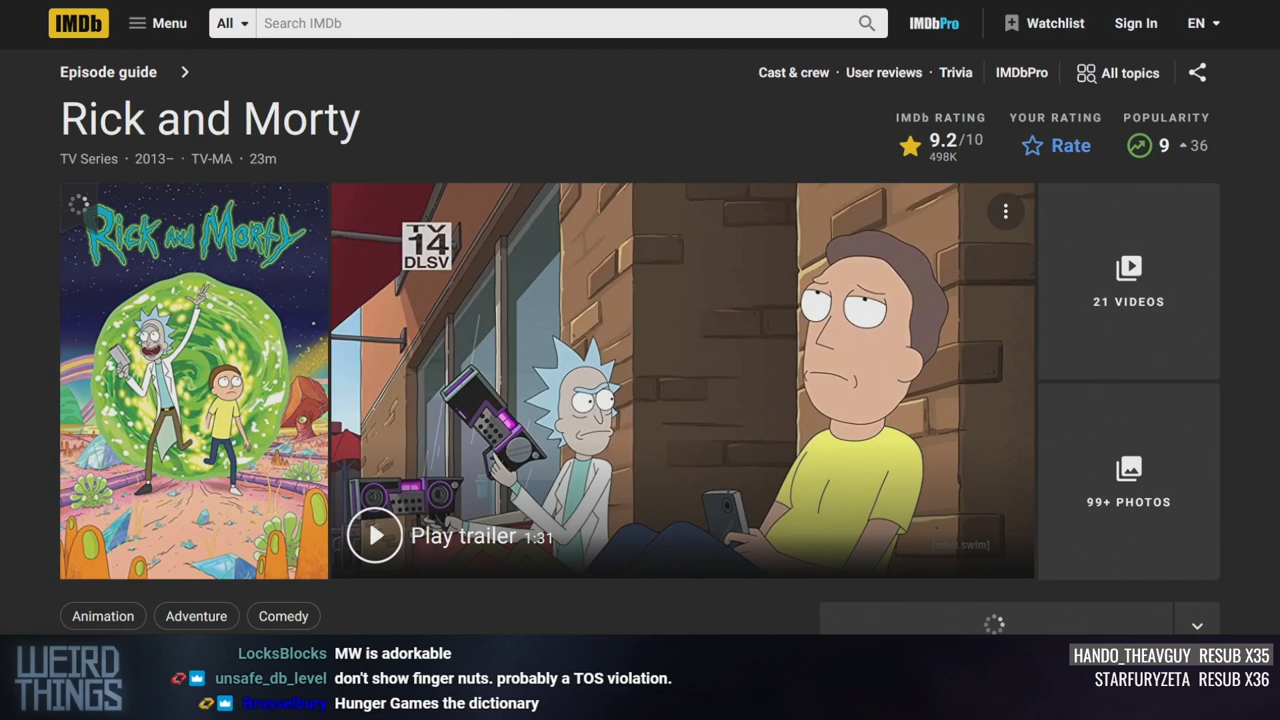 IMDb
Menu
All
Search IMDb
IMDbPro
Watchlist
Sign In
EN
Episode guide
Cast & crew · User reviews · Trivia
IMDbPro
All topics
Rick and Morty
TV Series · 2013– · TV-MA · 23m
IMDb RATING
9.2/10
498K
YOUR RATING
Rate
POPULARITY
9
36
Rick and Morty
TV
14
DLSV
Play trailer 1:31
[adult swim]
21 VIDEOS
99+ PHOTOS
Animation
Adventure
Comedy
WEIRD
THINGS
LocksBlocks MW is adorkable
unsafe_db_level don't show finger nuts. probably a TOS violation.
Brusselbury Hunger Games the dictionary
HANDO_THEAVGUY RESUB X35
STARFURYZETA RESUB X36